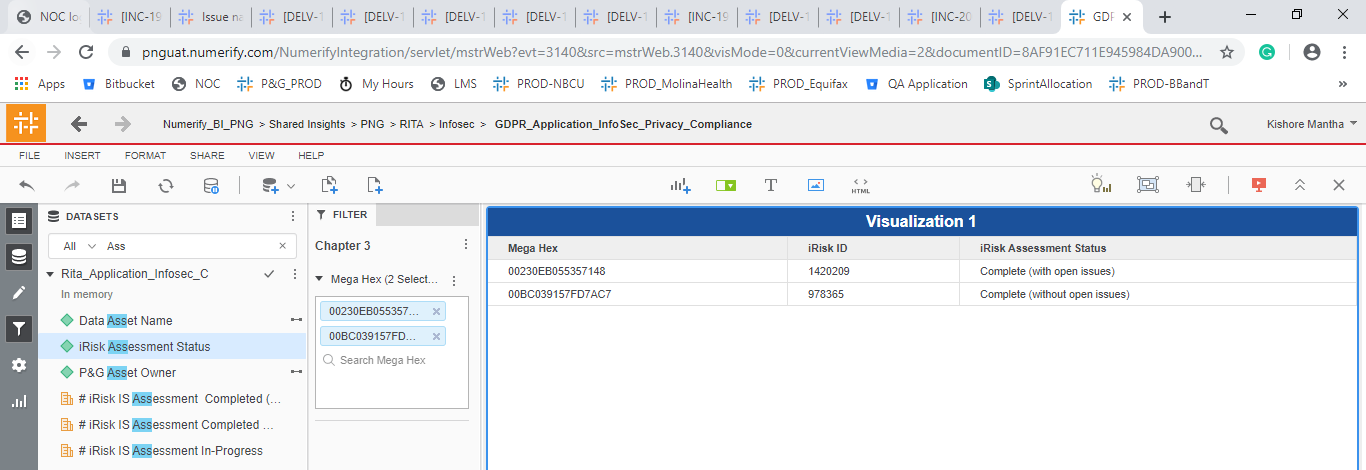 NOC lo [INC-19 Issue na [DELV-1 [DELV-1 [DELV-1 [DELV-1 [DELV-1 [INC-19 [DELV-1 [DELV-1 [INC-20 [DELV-1 GDP
pnguat.numerify.com/NumerifyIntegration/servlet/mstrWeb?evt=3140&src=mstrWeb.3140&visMode=0&currentViewMedia=2&documentID=8AF91EC711E945984DA900...
Apps Bitbucket NOC P&G_PROD My Hours LMS PROD-NBCU PROD_MolinaHealth PROD_Equifax QA Application SprintAllocation PROD-BBandT »
Numerify_BI_PNG > Shared Insights > PNG > RITA > Infosec > GDPR_Application_InfoSec_Privacy_Compliance
Kishore Mantha
FILE INSERT FORMAT SHARE VIEW HELP
T
HTML
DATASETS
All Ass
Rita_Application_Infosec_C
In memory
Data Asset Name
iRisk Assessment Status
P&G Asset Owner
# iRisk IS Assessment Completed (...
# iRisk IS Assessment Completed ...
# iRisk IS Assessment In-Progress
FILTER
Chapter 3
Mega Hex (2 Select...
00230EB055357...
00BC039157FD...
Search Mega Hex
Visualization 1
Mega Hex iRisk ID iRisk Assessment Status
00230EB055357148 1420209 Complete (with open issues)
00BC039157FD7AC7 978365 Complete (without open issues)